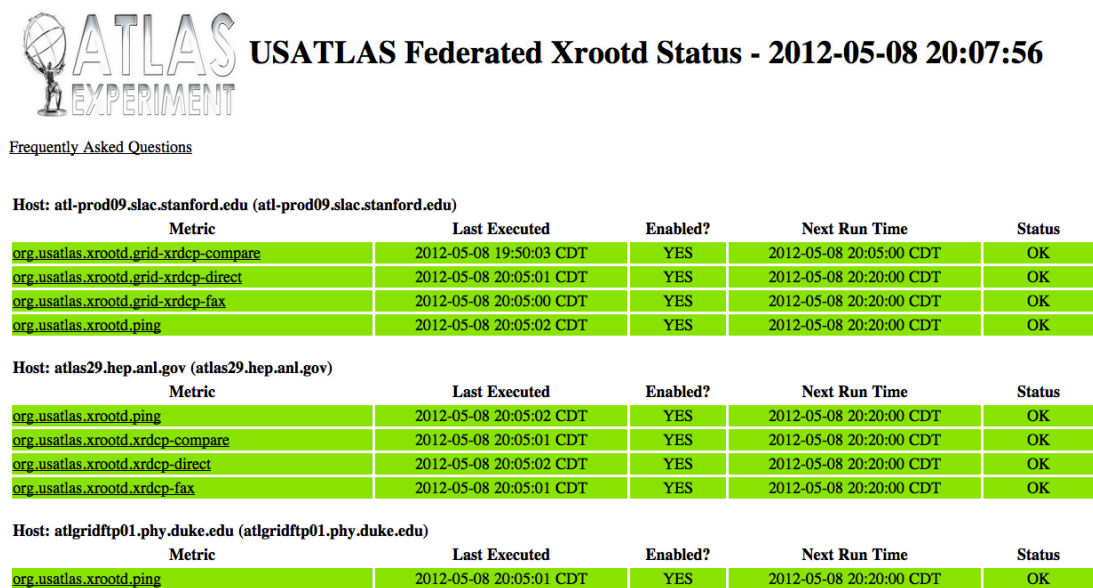 ATLAS
EXPERIMENT
USATLAS Federated Xrootd Status - 2012-05-08 20:07:56
Frequently Asked Questions
Host: atl-prod09.slac.stanford.edu (atl-prod09.slac.stanford.edu)
Metric Last Executed Enabled? Next Run Time Status
org.usatlas.xrootd.grid-xrdcp-compare 2012-05-08 19:50:03 CDT YES 2012-05-08 20:05:00 CDT OK
org.usatlas.xrootd.grid-xrdcp-direct 2012-05-08 20:05:01 CDT YES 2012-05-08 20:20:00 CDT OK
org.usatlas.xrootd.grid-xrdcp-fax 2012-05-08 20:05:00 CDT YES 2012-05-08 20:20:00 CDT OK
org.usatlas.xrootd.ping 2012-05-08 20:05:02 CDT YES 2012-05-08 20:20:00 CDT OK
Host: atlas29.hep.anl.gov (atlas29.hep.anl.gov)
Metric Last Executed Enabled? Next Run Time Status
org.usatlas.xrootd.ping 2012-05-08 20:05:02 CDT YES 2012-05-08 20:20:00 CDT OK
org.usatlas.xrootd.xrdcp-compare 2012-05-08 20:05:01 CDT YES 2012-05-08 20:20:00 CDT OK
org.usatlas.xrootd.xrdcp-direct 2012-05-08 20:05:02 CDT YES 2012-05-08 20:20:00 CDT OK
org.usatlas.xrootd.xrdcp-fax 2012-05-08 20:05:01 CDT YES 2012-05-08 20:20:00 CDT OK
Host: atlgridftp01.phy.duke.edu (atlgridftp01.phy.duke.edu)
Metric Last Executed Enabled? Next Run Time Status
org.usatlas.xrootd.ping 2012-05-08 20:05:01 CDT YES 2012-05-08 20:20:00 CDT OK